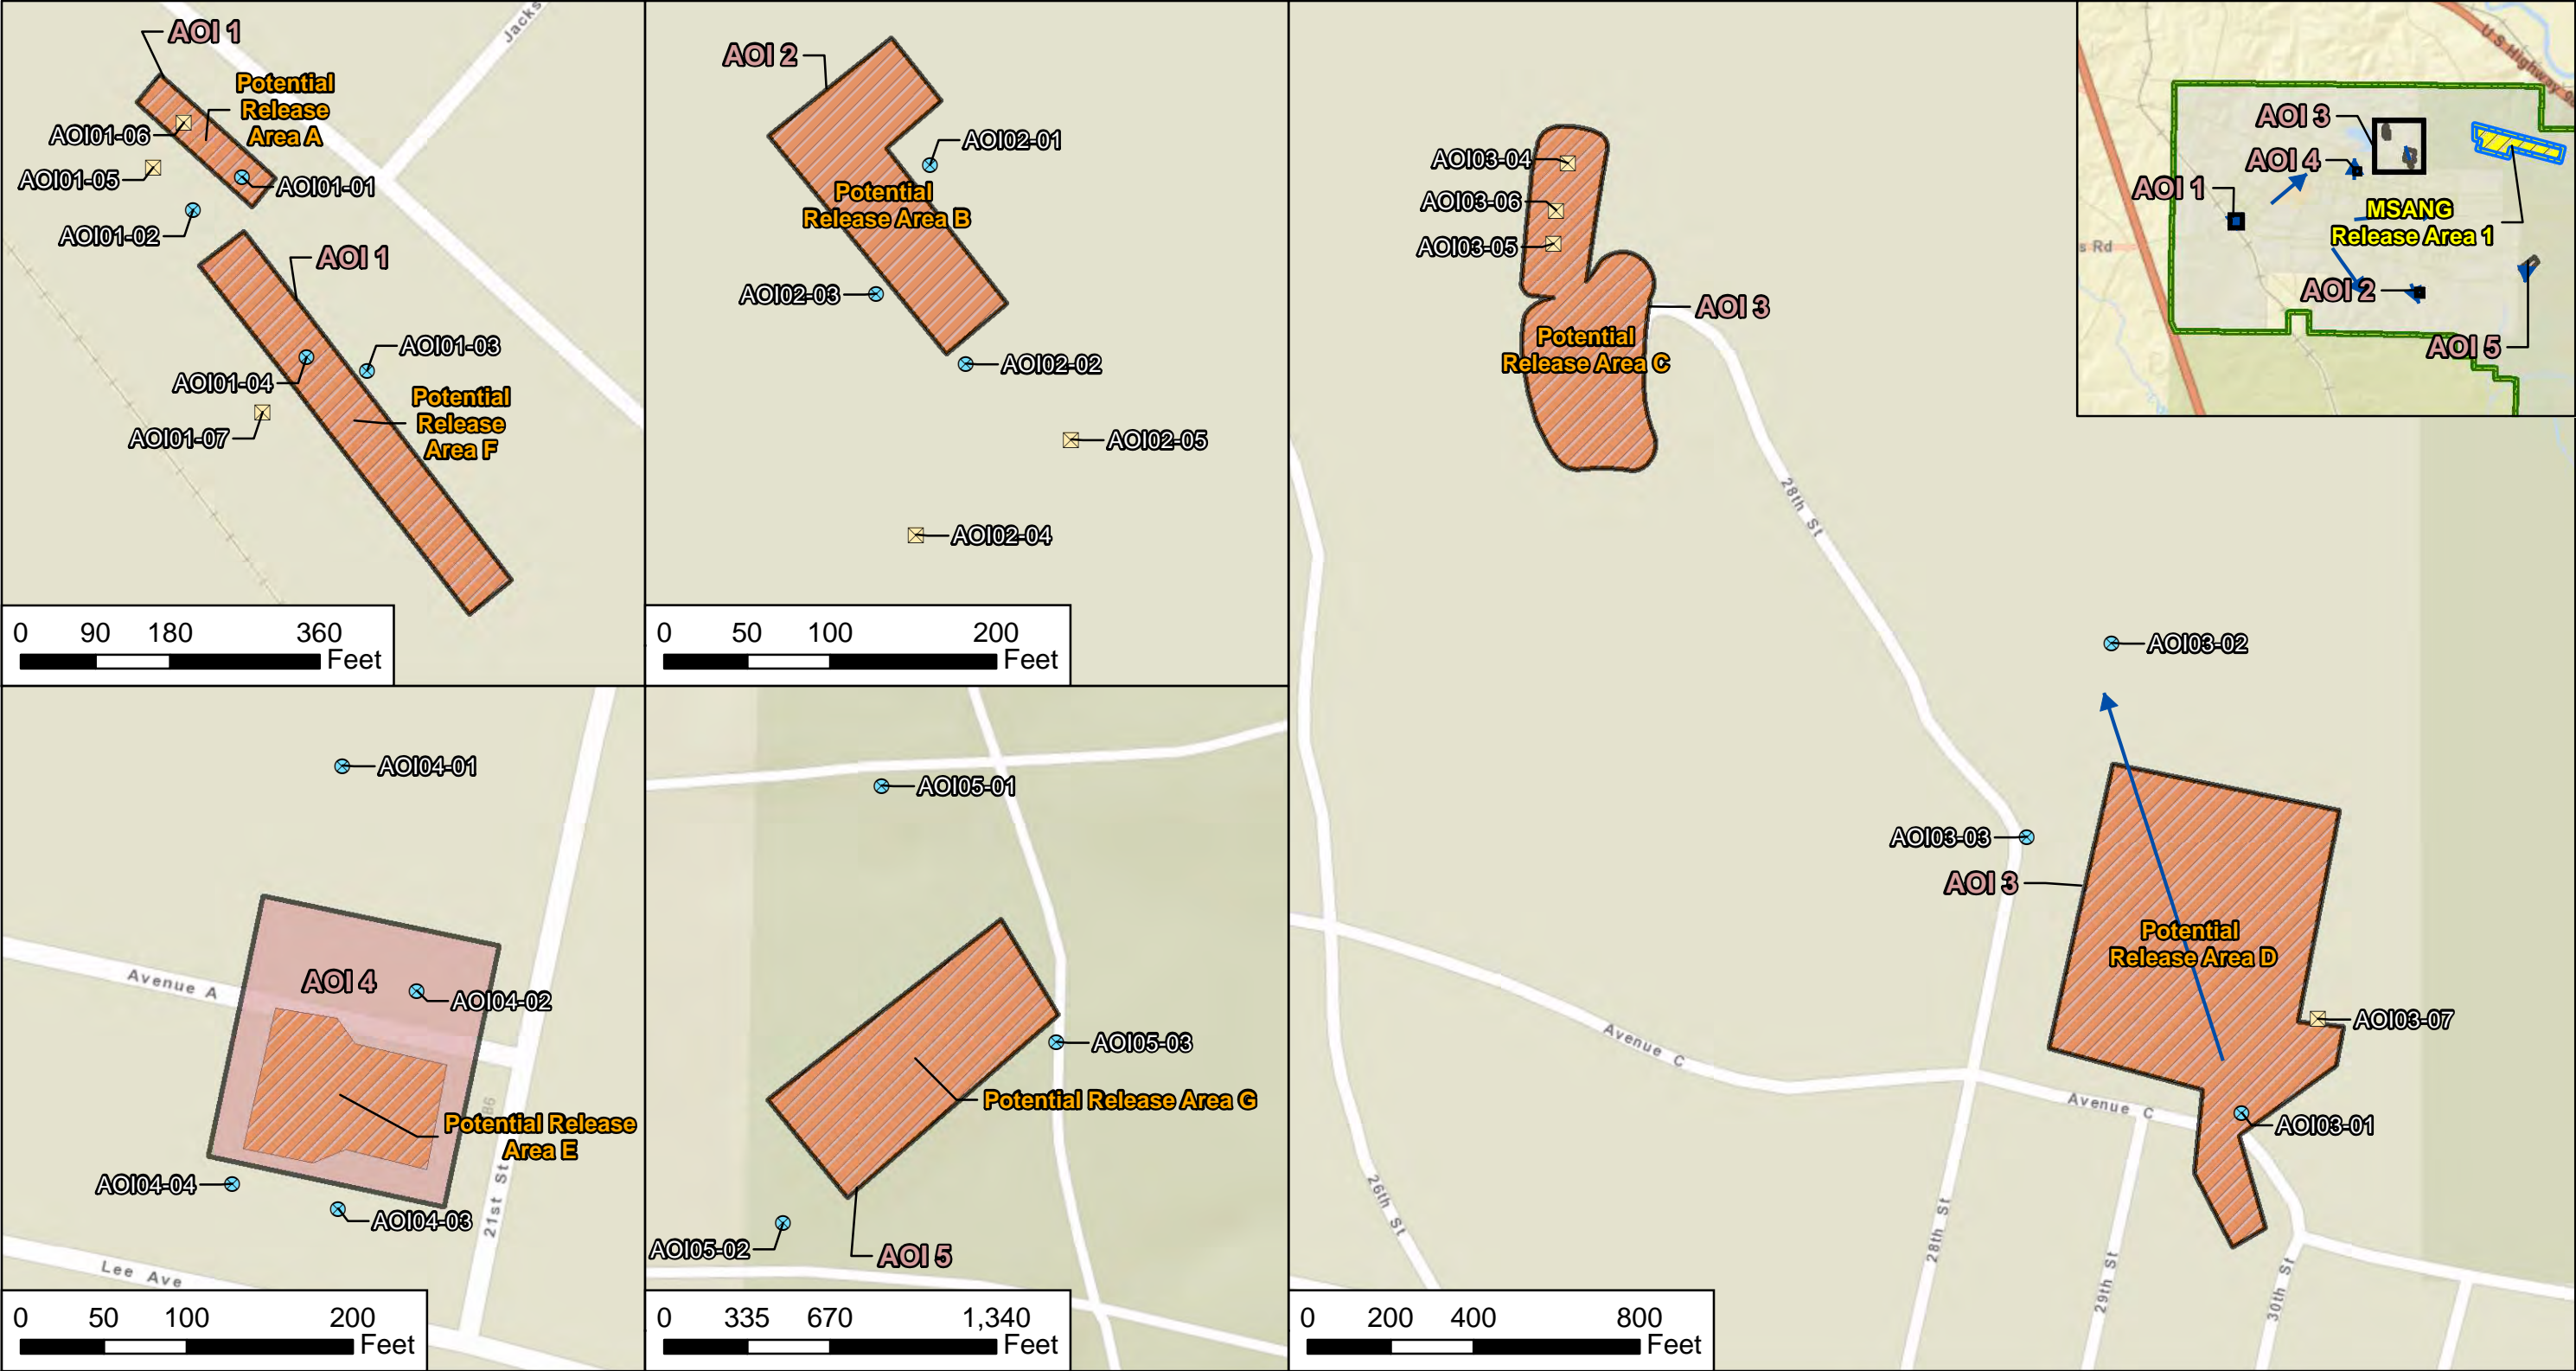 AOI 1
Jacks
Potential
Release
Area A
AOI01-06
AOI01-05
AOI01-01
AOI01-02
AOI 1
AOI01-03
AOI01-04
Potential
Release
Area F
AOI01-07
0 90 180 360
Feet
AOI 2
AOI02-01
Potential
Release Area B
AOI02-03
AOI02-02
AOI02-05
AOI02-04
0 50 100 200
Feet
AOI03-04
AOI03-06
AOI03-05
AOI 3
Potential
Release Area C
28th St
AOI03-02
AOI03-03
AOI 3
Potential
Release Area D
AOI03-07
Avenue C
Avenue C
AOI03-01
26th St
28th St
29th St
30th St
0 200 400 800
Feet
U S Highway
AOI 3
AOI 4
AOI 1
MSANG
Release Area 1
s Rd
AOI 2
AOI 5
AOI04-01
Avenue A
AOI 4
AOI04-02
86
Potential Release
Area E
AOI04-04
AOI04-03
21st St
Lee Ave
0 50 100 200
Feet
AOI05-01
AOI05-03
Potential Release Area G
AOI05-02
AOI 5
0 335 670 1,340
Feet